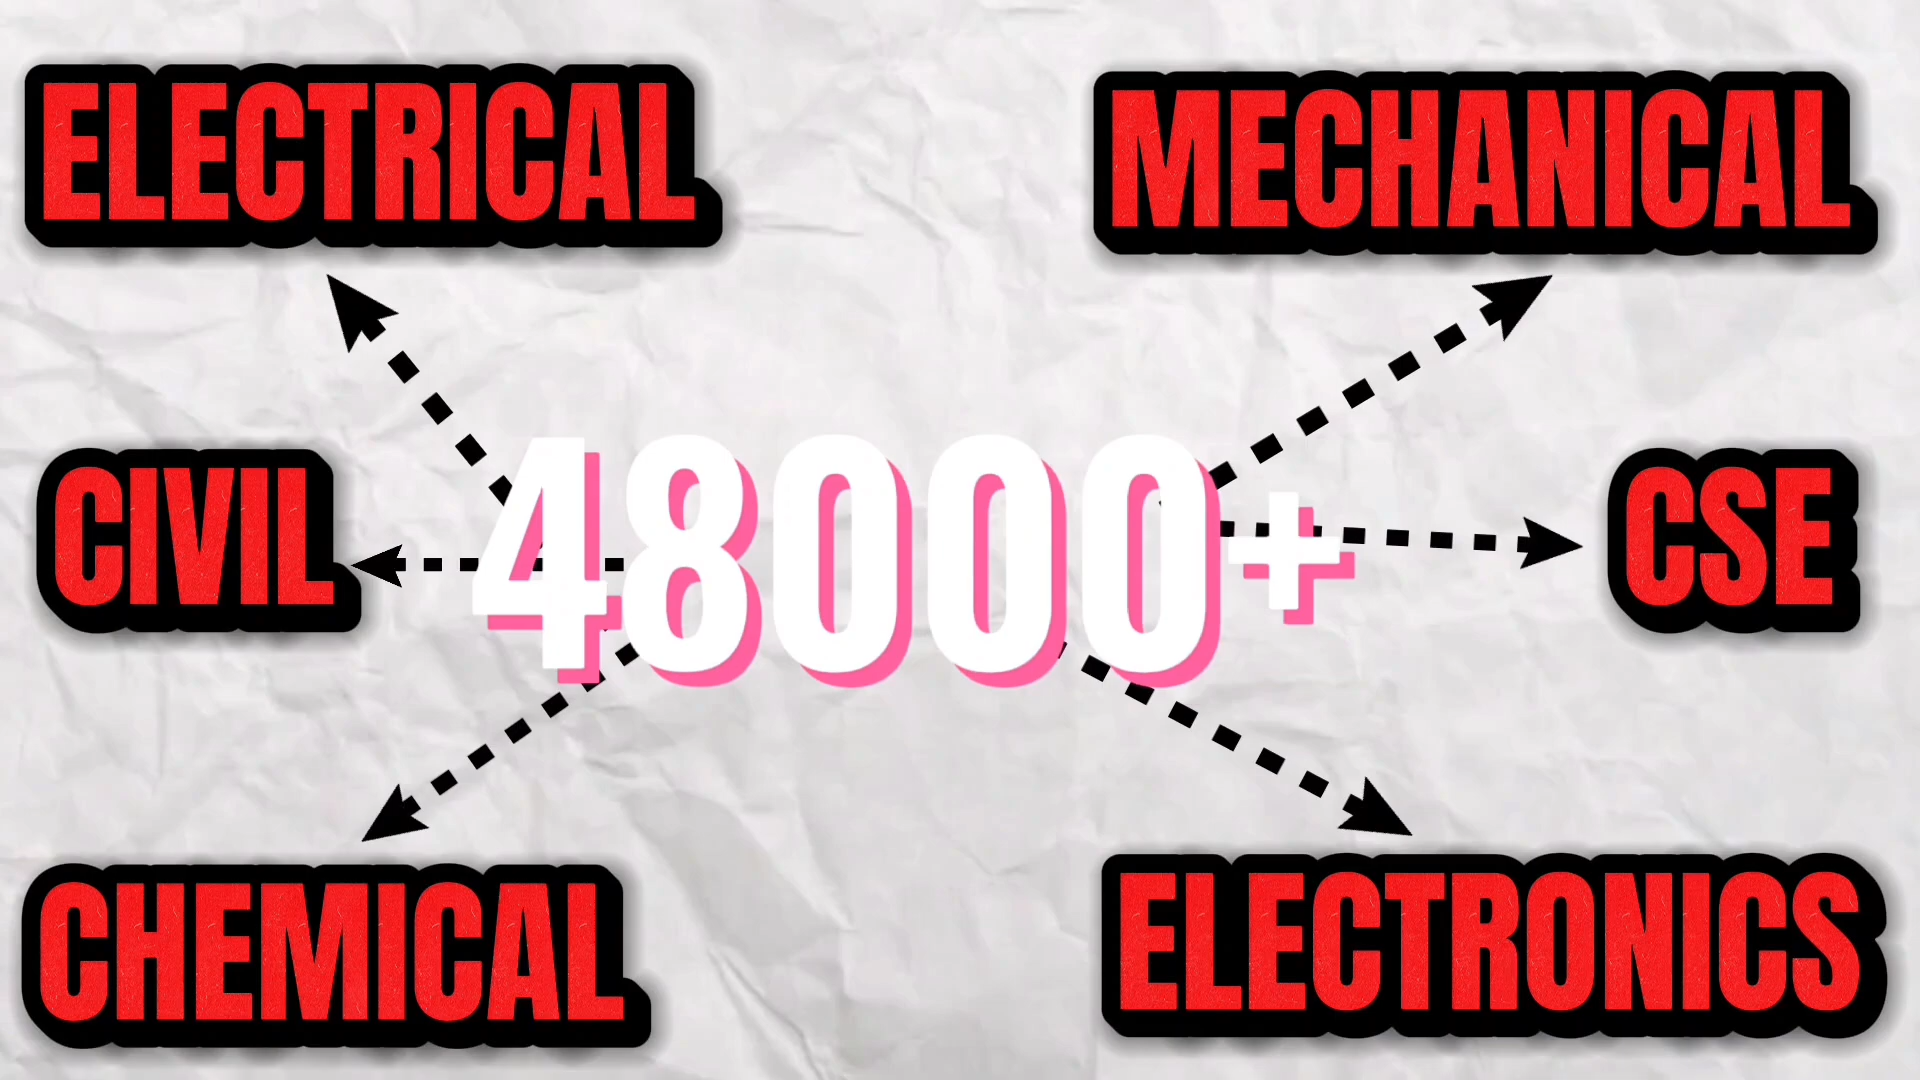 ELECTRICAL
MECHANICAL
CIVIL
48000+
CSE
CHEMICAL
ELECTRONICS